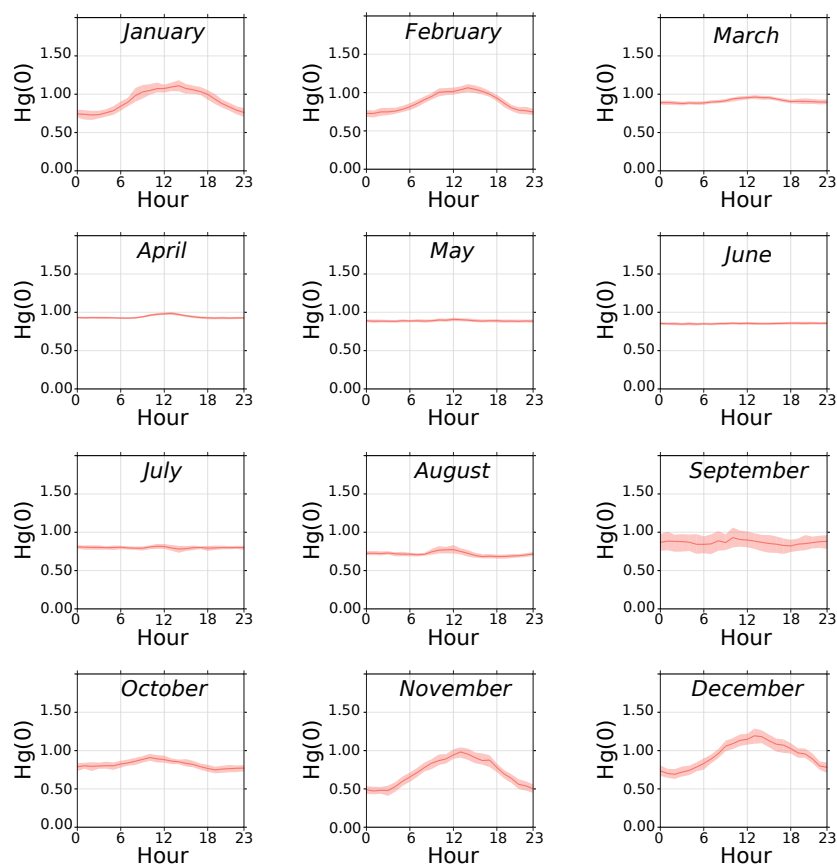 January
Hg(0)
1.50
1.00
0.50
0.00
0 6 12 18 23
Hour
February
Hg(0)
1.50
1.00
0.50
0.00
0 6 12 18 23
Hour
March
Hg(0)
1.50
1.00
0.50
0.00
0 6 12 18 23
Hour
April
Hg(0)
1.50
1.00
0.50
0.00
0 6 12 18 23
Hour
May
Hg(0)
1.50
1.00
0.50
0.00
0 6 12 18 23
Hour
June
Hg(0)
1.50
1.00
0.50
0.00
0 6 12 18 23
Hour
July
Hg(0)
1.50
1.00
0.50
0.00
0 6 12 18 23
Hour
August
Hg(0)
1.50
1.00
0.50
0.00
0 6 12 18 23
Hour
September
Hg(0)
1.50
1.00
0.50
0.00
0 6 12 18 23
Hour
October
Hg(0)
1.50
1.00
0.50
0.00
0 6 12 18 23
Hour
November
Hg(0)
1.50
1.00
0.50
0.00
0 6 12 18 23
Hour
December
Hg(0)
1.50
1.00
0.50
0.00
0 6 12 18 23
Hour